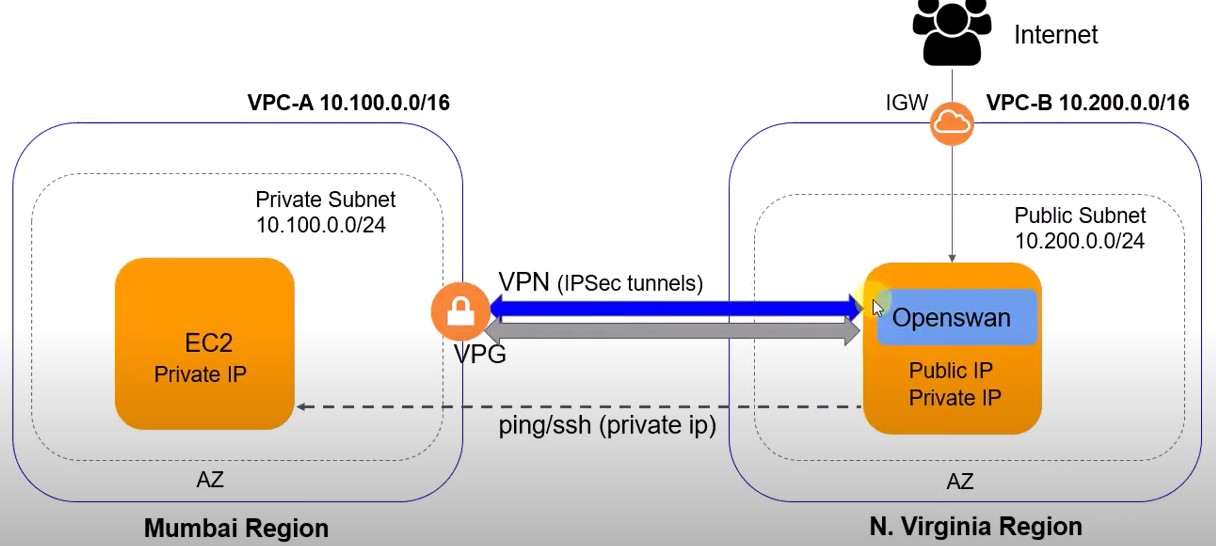 Internet
VPC-A 10.100.0.0/16
IGW
VPC-B 10.200.0.0/16
Private Subnet
10.100.0.0/24
Public Subnet
10.200.0.0/24
VPN (IPSec tunnels)
EC2
Private IP
VPG
Openswan
Public IP
Private IP
ping/ssh (private ip)
AZ
AZ
Mumbai Region
N. Virginia Region